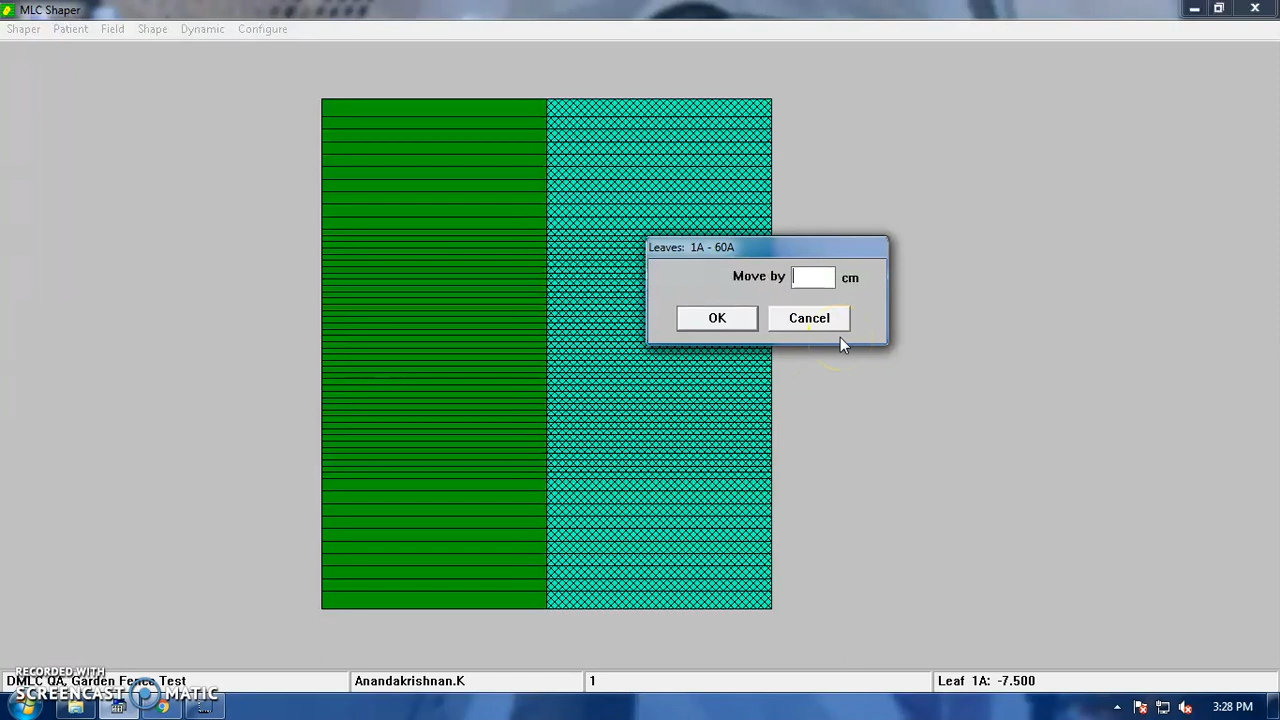 MLC Shaper
Shaper Patient Field Shape Dynamic Configure
Leaves: 1A - 60A
Move by cm
OK Cancel
RECORDED WITH
DMLC QA, Garden Fence Test Anandakrishnan.K 1 Leaf 1A: -7.500
SCREENCAST MATIC
3:28 PM